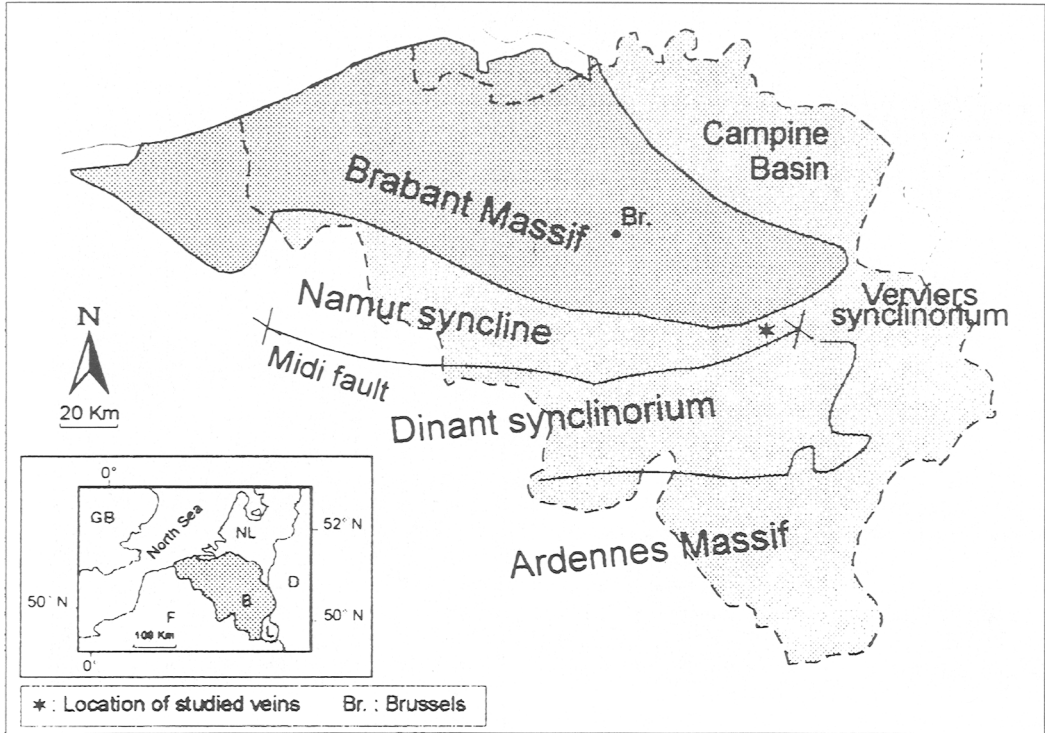 Campine
Basin
Brabant Massif
Br.
Namur syncline
Verviers
synclinorium
N
20 Km
Midi fault
Dinant synclinorium
Ardennes Massif
0°
GB
North Sea
NL
52° N
D
50° N
B
50° N
F
100 Km
L
0°
* : Location of studied veins Br. : Brussels